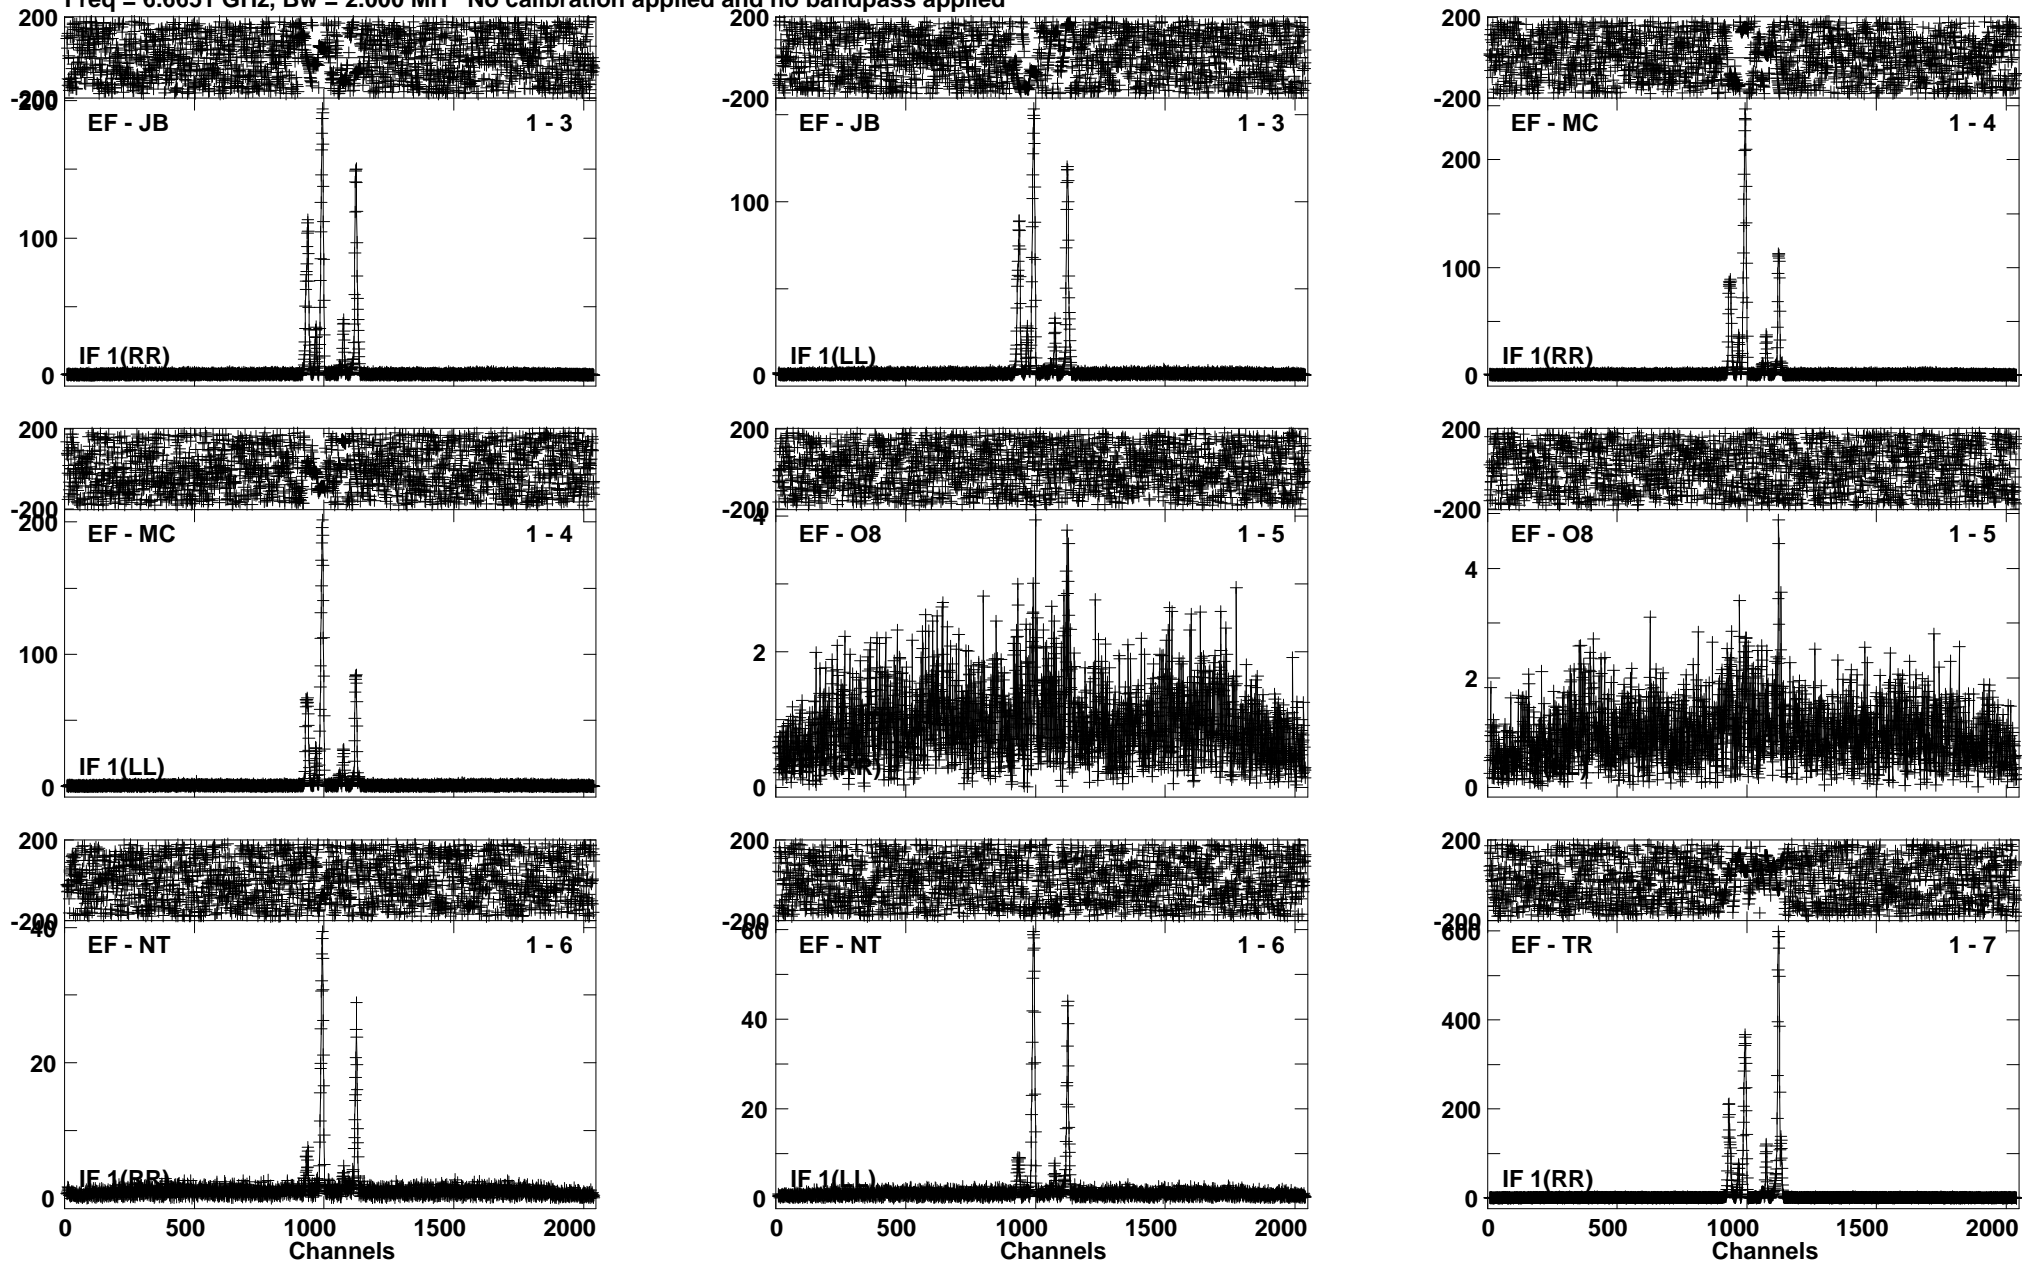 Freq = 6.6651 GHz, Bw = 2.000 MH No calibration applied and no bandpass applied
200 200 200
-200 -200 -200
EF - JB 1 - 3 EF - JB 1 - 3 EF - MC 1 - 4
200
100 100 100
IF 1(RR) IF 1(LL) IF 1(RR)
0 0 0
200 200 200
-200 -200 -200
200 4
EF - MC 1 - 4 EF - O8 1 - 5 EF - O8 1 - 5
4
100 2 2
IF 1(LL)
0 0 0
200 200 200
-200 -200 -200
40 60 600
EF - NT 1 - 6 EF - NT 1 - 6 EF - TR 1 - 7
20 40 400
20 200
IF 1(RR) IF 1(LL) IF 1(RR)
0 0 0
0 500 1000 1500 2000 0 500 1000 1500 2000 0 500 1000 1500 2000
Channels Channels Channels